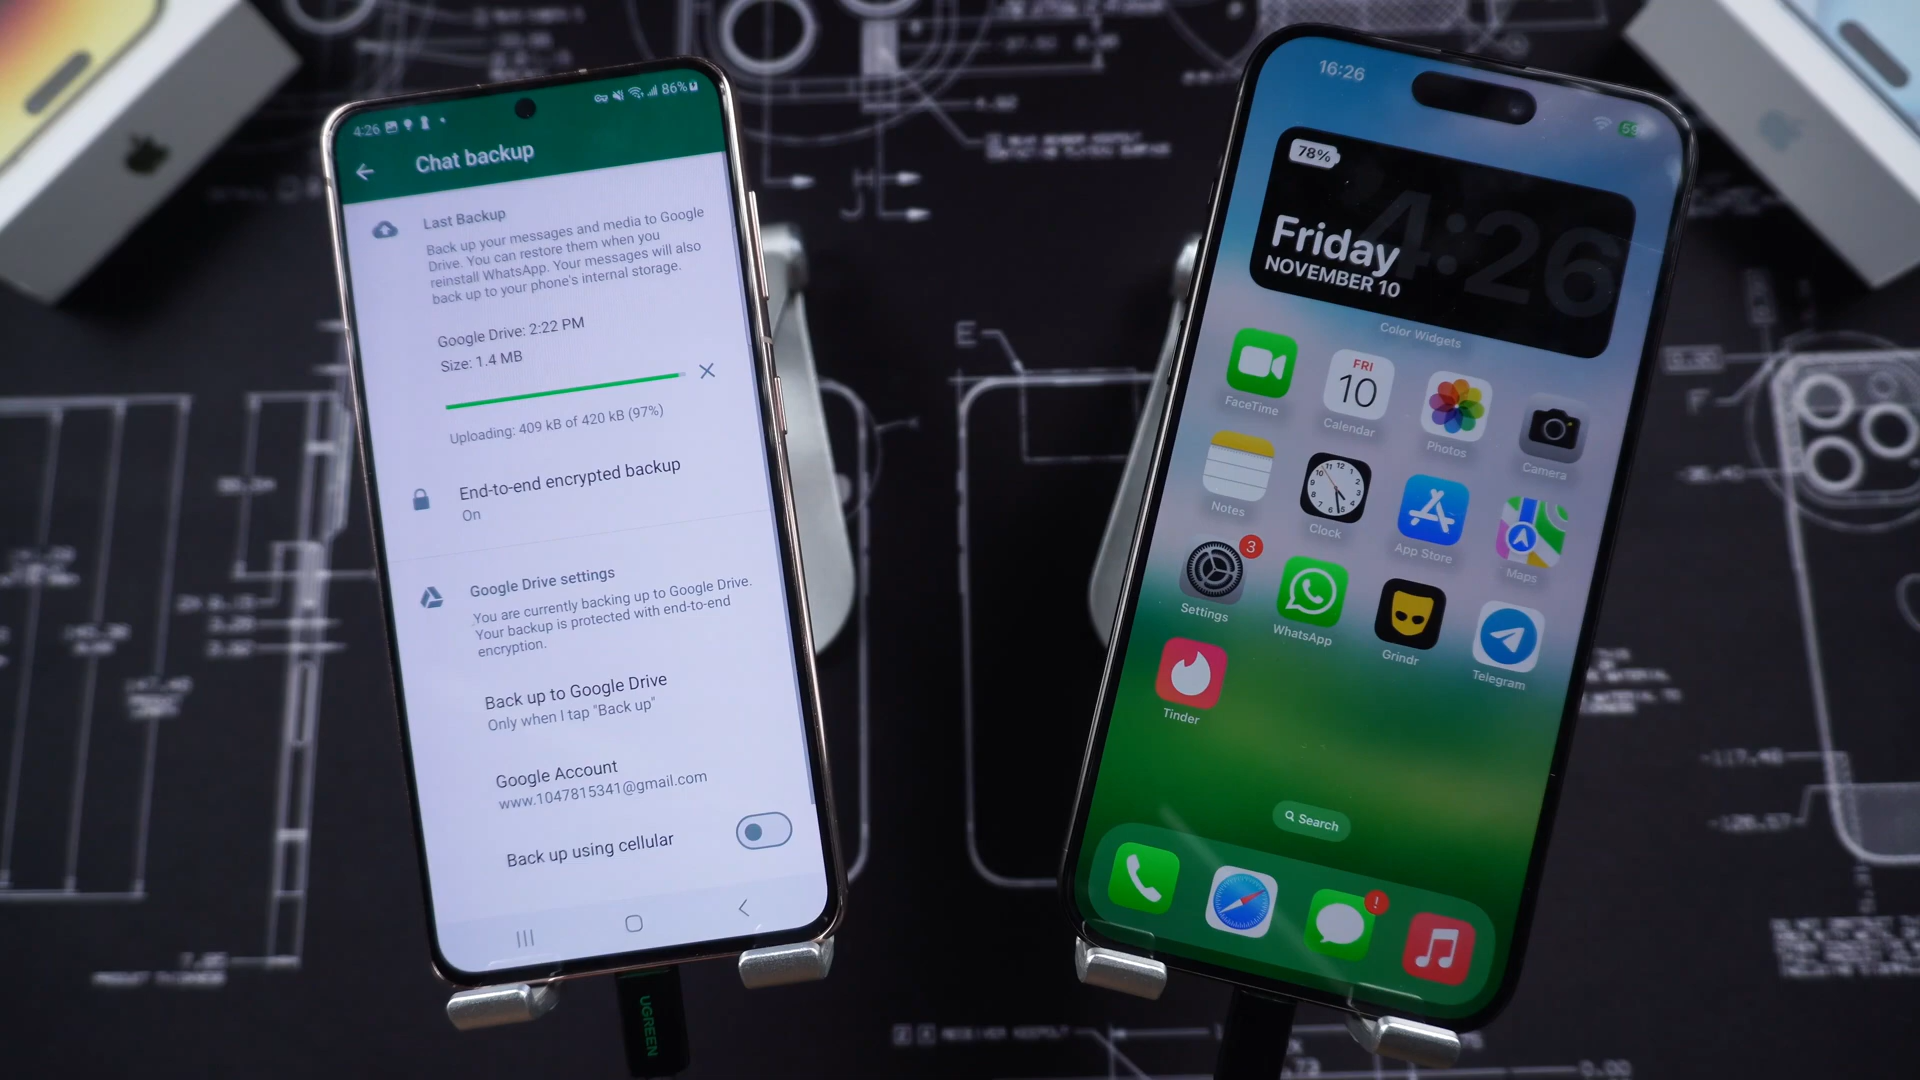 4:26
86%
Chat backup
Last Backup
Back up your messages and media to Google
Drive. You can restore them when you
reinstall WhatsApp. Your messages will also
back up to your phone's internal storage.
Google Drive: 2:22 PM
Size: 1.4 MB
Uploading: 409 kB of 420 kB (97%)
End-to-end encrypted backup
On
Google Drive settings
You are currently backing up to Google Drive.
Your backup is protected with end-to-end
encryption.
Back up to Google Drive
Only when I tap "Back up"
Google Account
www.1047815341@gmail.com
Back up using cellular
UGREEN
16:26
59
78%
4:26
Friday
NOVEMBER 10
Color Widgets
FRI
10
FaceTime
Calendar
Photos
Camera
Notes
Clock
App Store
Maps
3
Settings
WhatsApp
Grindr
Telegram
Tinder
Search
!
E
H
J
F